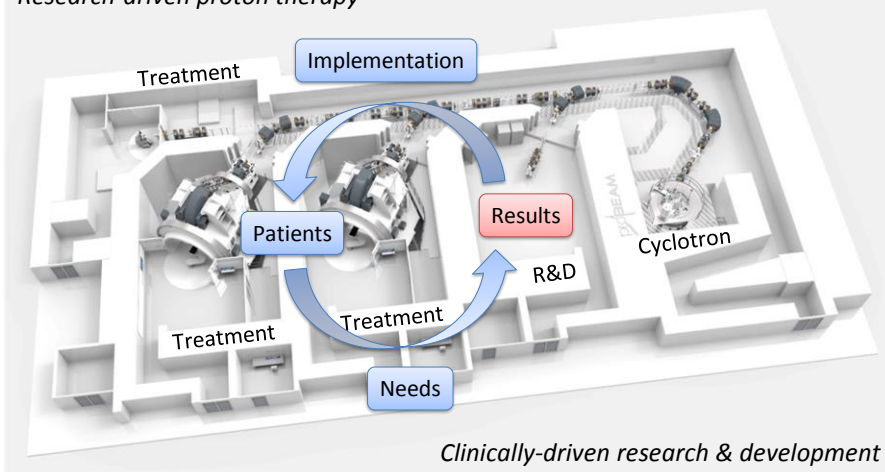 Research-driven proton therapy
Implementation
Treatment
Results
Patients
Cyclotron
R&D
Treatment
Treatment
Needs
Clinically-driven research & development